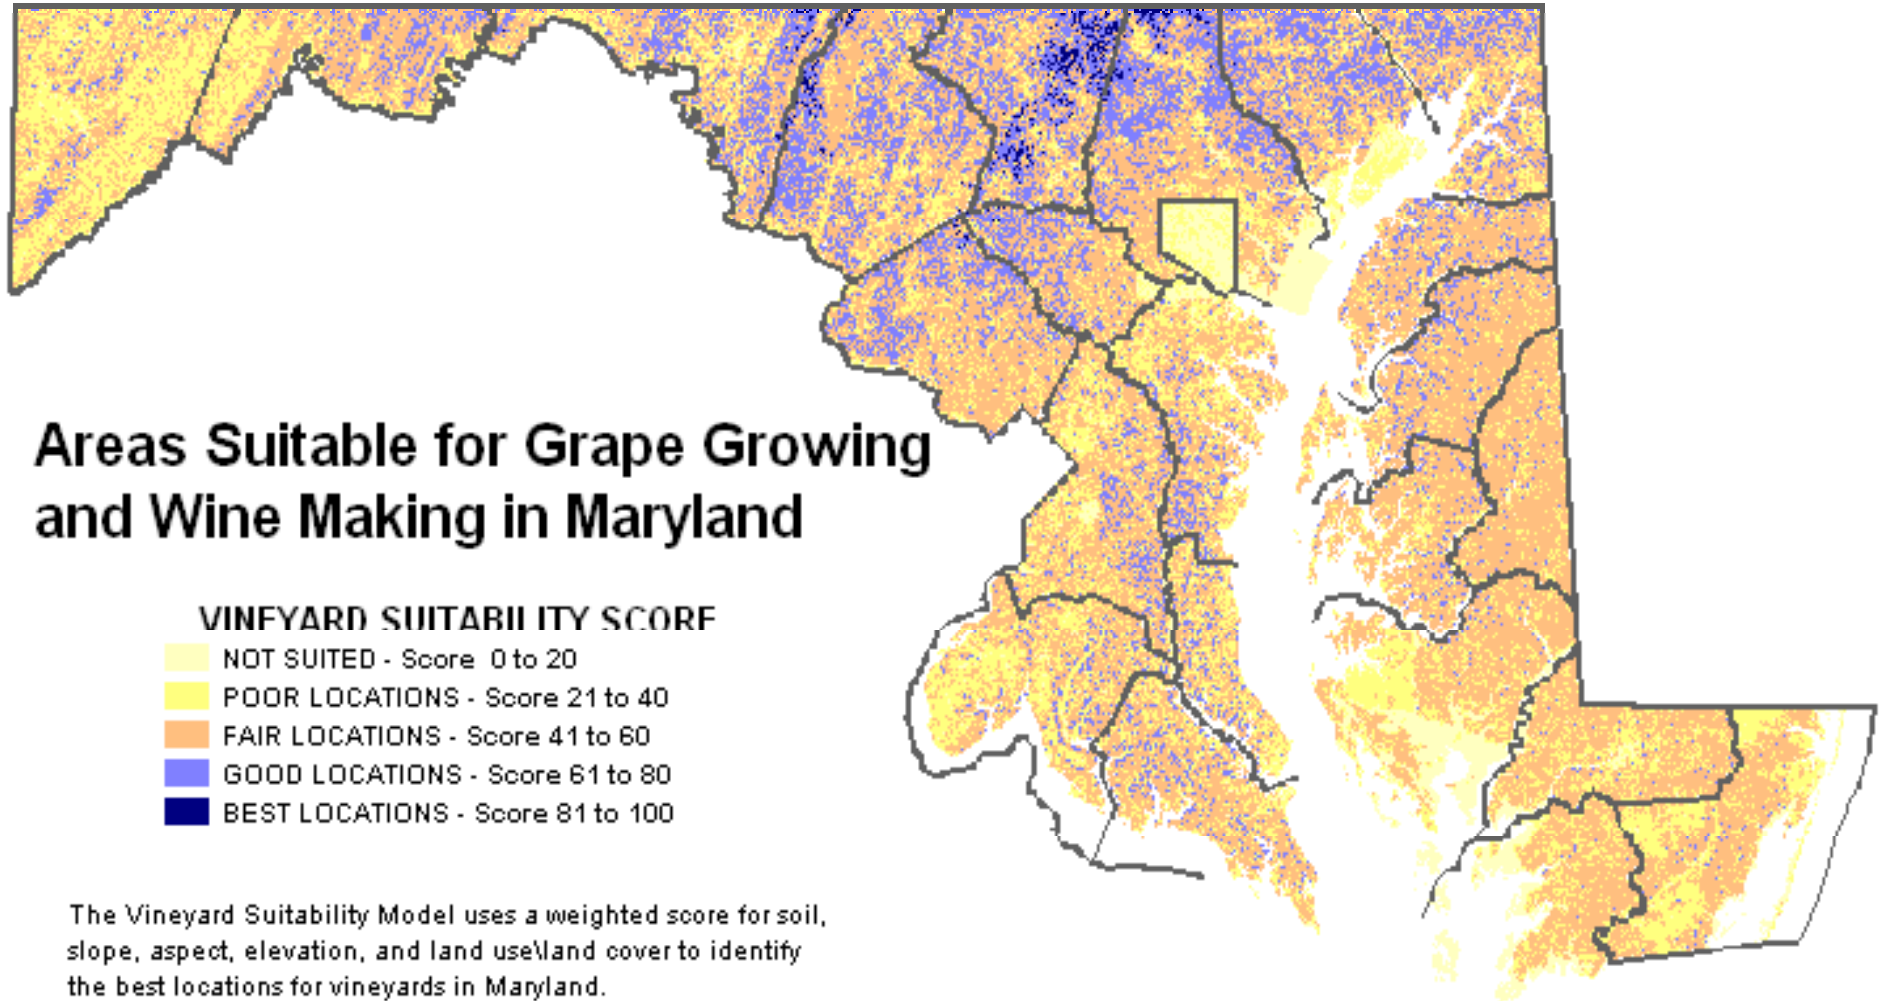 Areas Suitable for Grape Growing
and Wine Making in Maryland
VINEYARD SUITABILITY SCORE
NOT SUITED - Score 0 to 20
POOR LOCATIONS - Score 21 to 40
FAIR LOCATIONS - Score 41 to 60
GOOD LOCATIONS - Score 61 to 80
BEST LOCATIONS - Score 81 to 100
The Vineyard Suitability Model uses a weighted score for soil,
slope, aspect, elevation, and land use\land cover to identify
the best locations for vineyards in Maryland.